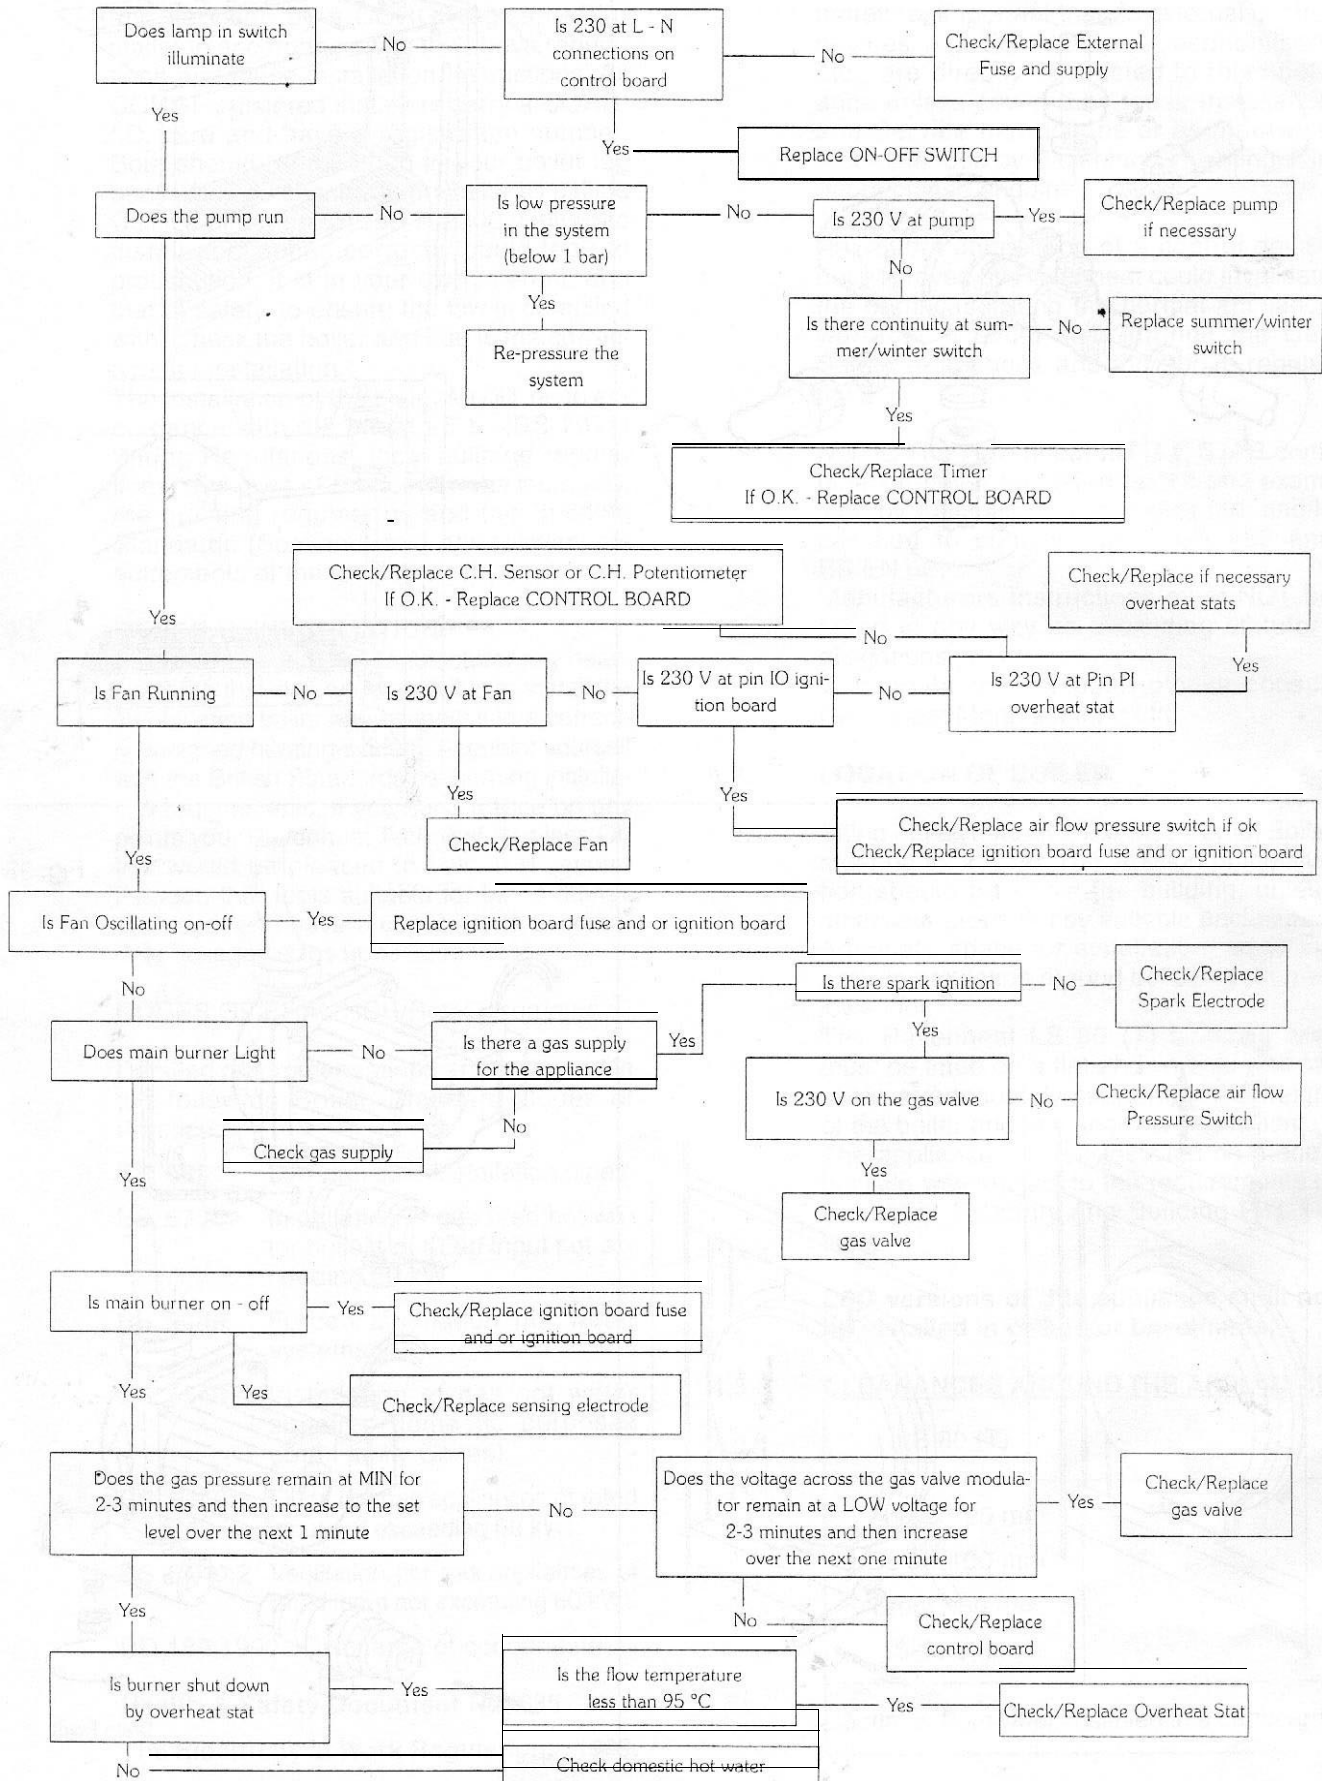 Does lamp in switch
illuminate
No
Is 230 at L - N
connections on
control board
No
Check/Replace External
Fuse and supply
Yes
Yes
Replace ON-OFF SWITCH
Does the pump run
No
Is low pressure
in the system
(below 1 bar)
No
Is 230 V at pump
Yes
Check/Replace pump
if necessary
No
Yes
Is there continuity at sum-
mer/winter switch
No
Replace summer/winter
switch
Re-pressure the
system
Yes
Check/Replace Timer
If O.K. - Replace CONTROL BOARD
Check/Replace C.H. Sensor or C.H. Potentiometer
If O.K. - Replace CONTROL BOARD
Check/Replace if necessary
overheat stats
Yes
No
Yes
Is Fan Running
No
Is 230 V at Fan
No
Is 230 V at pin IO igni-
tion board
No
Is 230 V at Pin PI
overheat stat
Yes
Yes
Check/Replace Fan
Check/Replace air flow pressure switch if ok
Check/Replace ignition board fuse and or ignition board
Yes
Is Fan Oscillating on-off
Yes
Replace ignition board fuse and or ignition board
No
Is there spark ignition
No
Check/Replace
Spark Electrode
Does main burner Light
No
Is there a gas supply
for the appliance
Yes
Yes
Is 230 V on the gas valve
No
Check/Replace air flow
Pressure Switch
No
Check gas supply
Yes
Yes
Check/Replace
gas valve
Is main burner on - off
Yes
Check/Replace ignition board fuse
and or ignition board
Yes
Yes
Check/Replace sensing electrode
Does the gas pressure remain at MIN for
2-3 minutes and then increase to the set
level over the next 1 minute
No
Does the voltage across the gas valve modula-
tor remain at a LOW voltage for
2-3 minutes and then increase
over the next one minute
Yes
Check/Replace
gas valve
Yes
No
Check/Replace
control board
Is burner shut down
by overheat stat
Yes
Is the flow temperature
less than 95 °C
Yes
Check/Replace Overheat Stat
No
Check domestic hot water